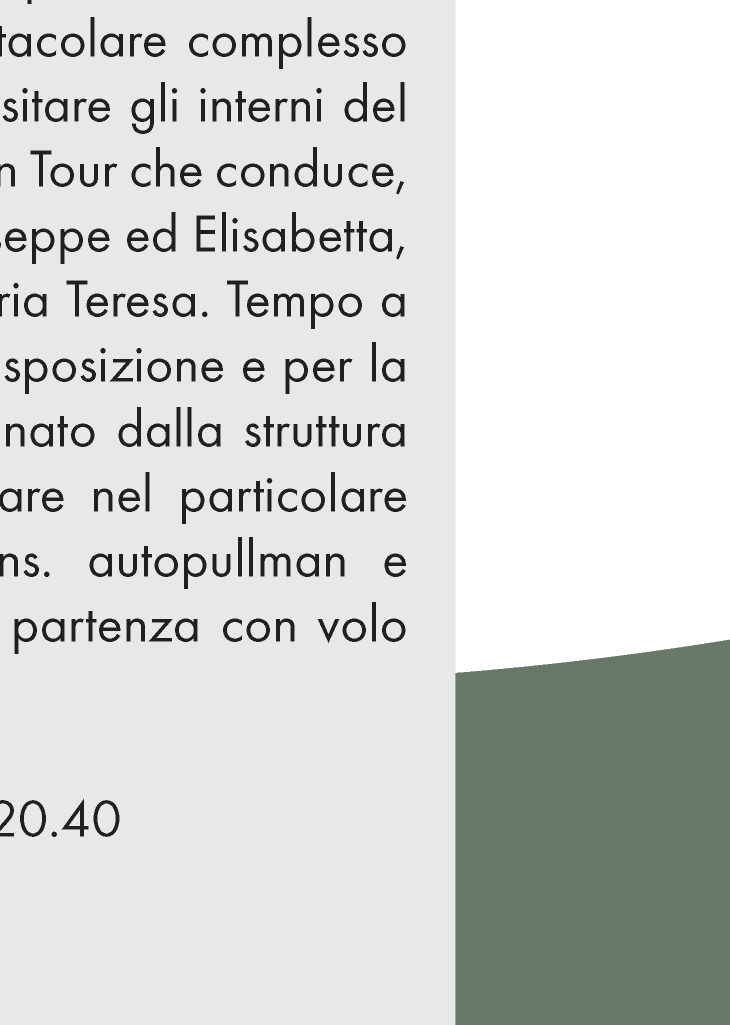 tacolare complesso
sitare gli interni del
n Tour che conduce,
seppe ed Elisabetta,
ria Teresa. Tempo a
sposizione e per la
nato dalla struttura
are nel particolare
ns. autopullman e
partenza con volo
20.40